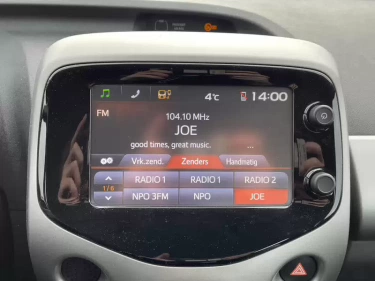 4°C 14:00
FM
104.10 MHz
JOE
good times, great music.
...
Vrk.zend. Zenders Handmatig
RADIO 1 RADIO 1 RADIO 2
1/6
NPO 3FM NPO JOE